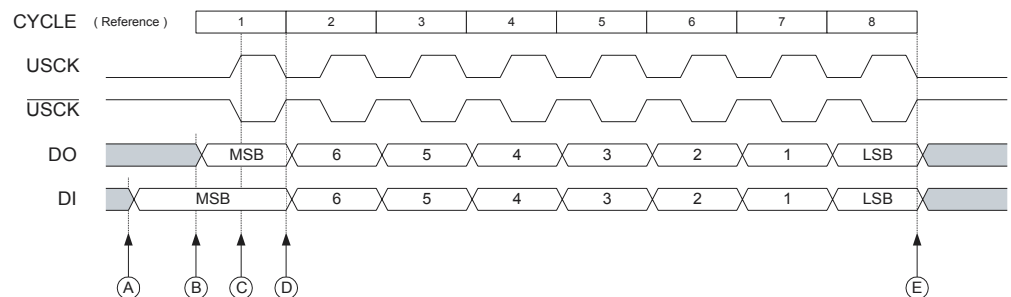 CYCLE ( Reference ) 1 2 3 4 5 6 7 8
USCK
USCK
DO MSB 6 5 4 3 2 1 LSB
DI MSB 6 5 4 3 2 1 LSB
A B C D E